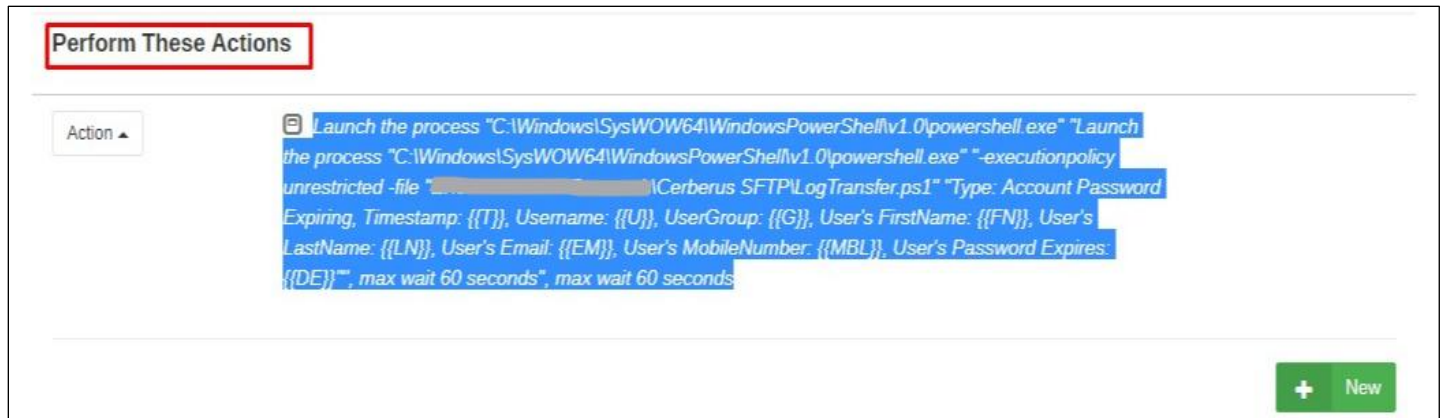 Perform These Actions
Action
Launch the process "C:\Windows\SysWOW64\WindowsPowerShell\v1.0\powershell.exe" "Launch
the process "C:\Windows\SysWOW64\WindowsPowerShell\v1.0\powershell.exe" "-executionpolicy
unrestricted -file "\Cerberus SFTP\LogTransfer.ps1" "Type: Account Password
Expiring, Timestamp: {{T}}, Username: {{U}}, UserGroup: {{G}}, User's FirstName: {{FN}}, User's
LastName: {{LN}}, User's Email: {{EM}}, User's MobileNumber: {{MBL}}, User's Password Expires:
{{DE}}"", max wait 60 seconds", max wait 60 seconds
New